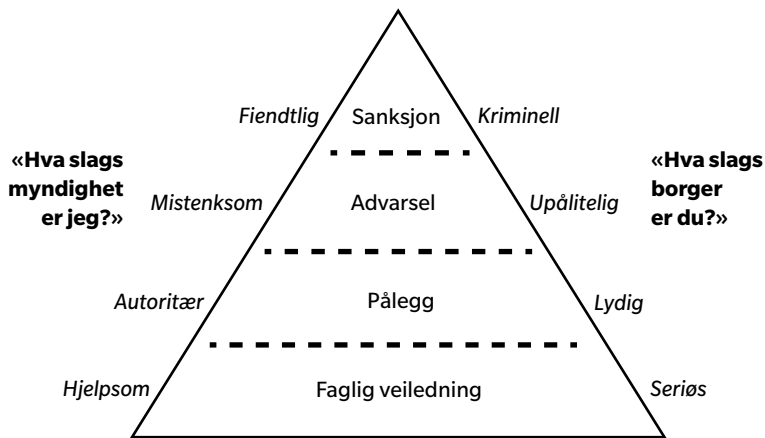 Fiendtlig Sanksjon Kriminell
«Hva slags
myndighet
er jeg?»
«Hva slags
borger
er du?»
Mistenksom Advarsel Upålitelig
Autoritær Pålegg Lydig
Hjelpsom Faglig veiledning Seriøs